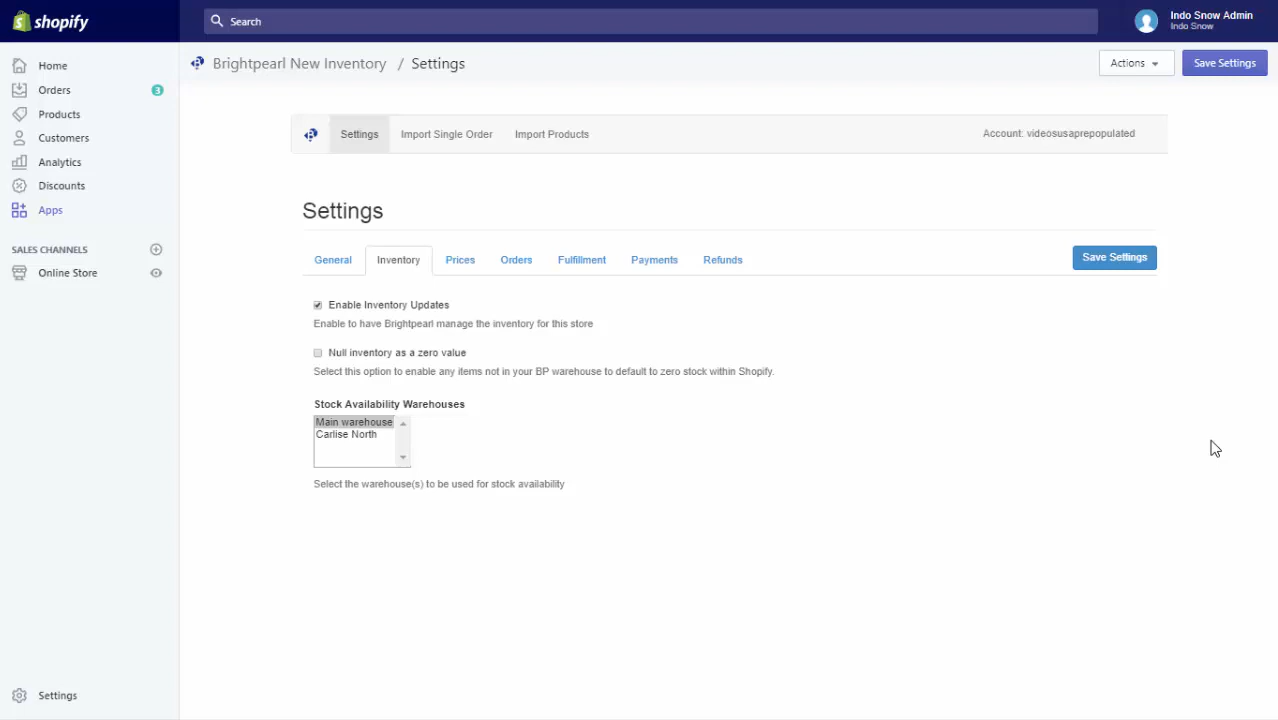 shopify
Search
Indo Snow Admin
Indo Snow
Home
Orders 3
Products
Customers
Analytics
Discounts
Apps
SALES CHANNELS
Online Store
Settings
Brightpearl New Inventory / Settings
Actions
Save Settings
Settings Import Single Order Import Products Account: videosusaprepopulated
Settings
General Inventory Prices Orders Fulfillment Payments Refunds Save Settings
Enable Inventory Updates
Enable to have Brightpearl manage the inventory for this store
Null inventory as a zero value
Select this option to enable any items not in your BP warehouse to default to zero stock within Shopify.
Stock Availability Warehouses
Main warehouse
Carlise North
Select the warehouse(s) to be used for stock availability